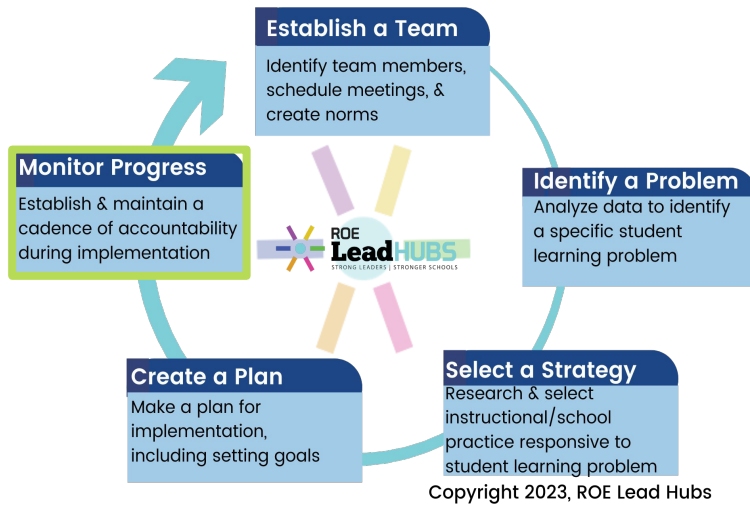 Establish a Team
Identify team members,
schedule meetings, &
create norms
Identify a Problem
Analyze data to identify
a specific student
learning problem
Select a Strategy
Research & select
instructional/school
practice responsive to
student learning problem
Create a Plan
Make a plan for
implementation,
including setting goals
Monitor Progress
Establish & maintain a
cadence of accountability
during implementation
ROE
LeadHUBS
STRONG LEADERS | STRONGER SCHOOLS
Copyright 2023, ROE Lead Hubs